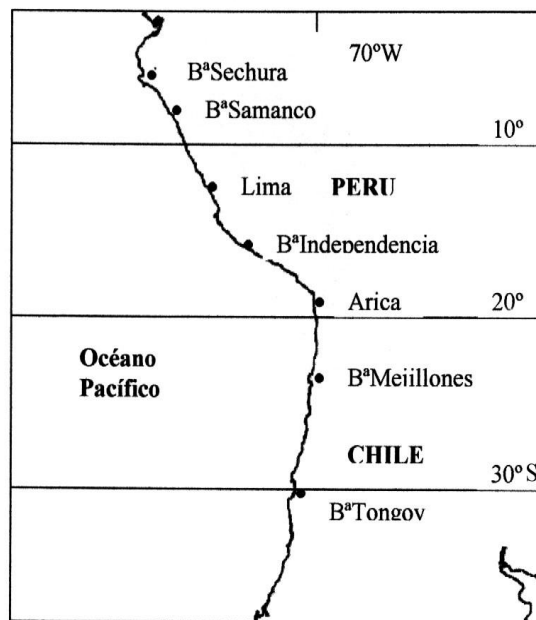 70ºW
BªSechura
BªSamanco
10º
Lima
PERU
BªIndependencia
Arica
20º
Océano
Pacífico
BªMejillones
CHILE
30º S
BªTongoy